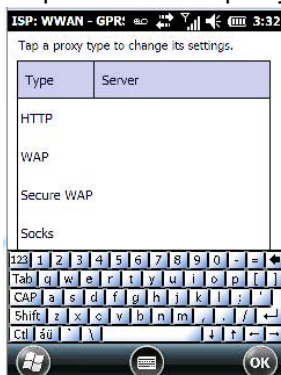 ISP: WWAN - GPR: 3:32
Tap a proxy type to change its settings.
Type Server
HTTP
WAP
Secure WAP
Socks
123 1 2 3 4 5 6 7 8 9 0 - =
Tab q w e r t y u i o p [ ]
CAP a s d f g h j k l ; '
Shift z x c v b n m , . /
Ctl áü ` \
OK